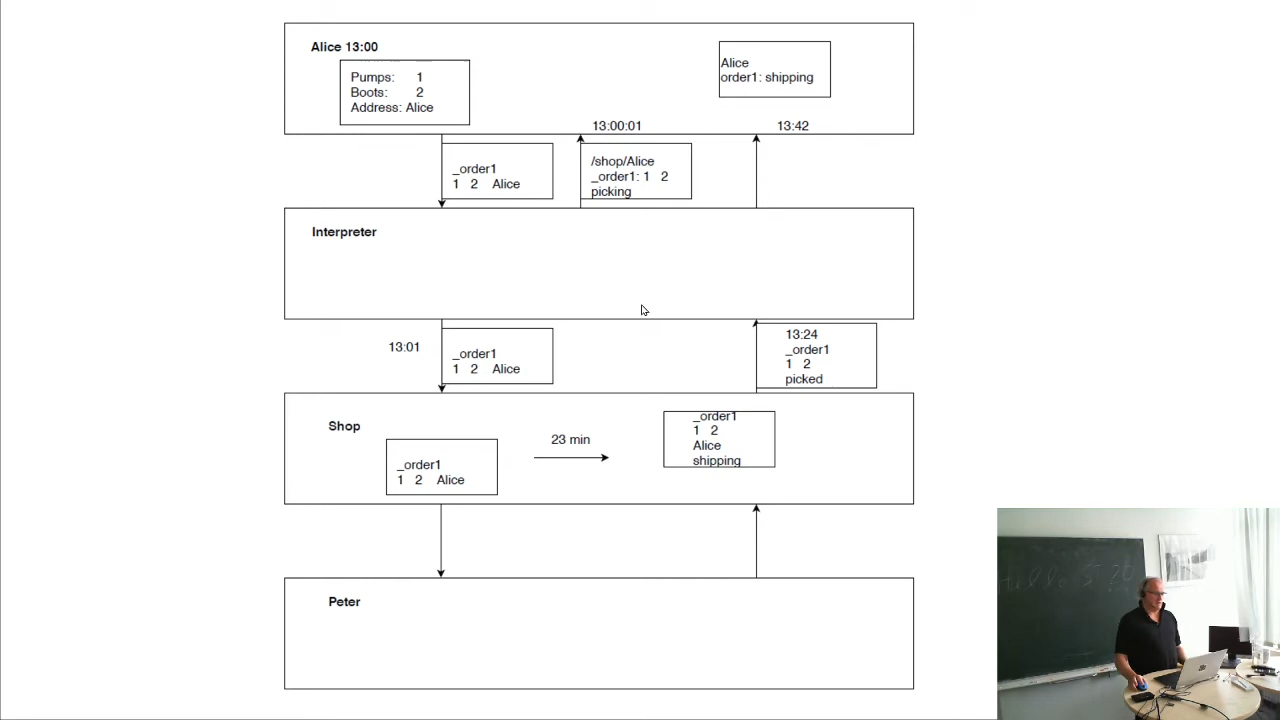 Alice 13:00
Pumps: 1
Boots: 2
Address: Alice
Alice
order1: shipping
13:00:01
13:42
_order1
1 2 Alice
/shop/Alice
_order1: 1 2
picking
Interpreter
13:01
_order1
1 2 Alice
13:24
_order1
1 2
picked
Shop
_order1
1 2 Alice
23 min
_order1
1 2
Alice
shipping
Peter
Hello